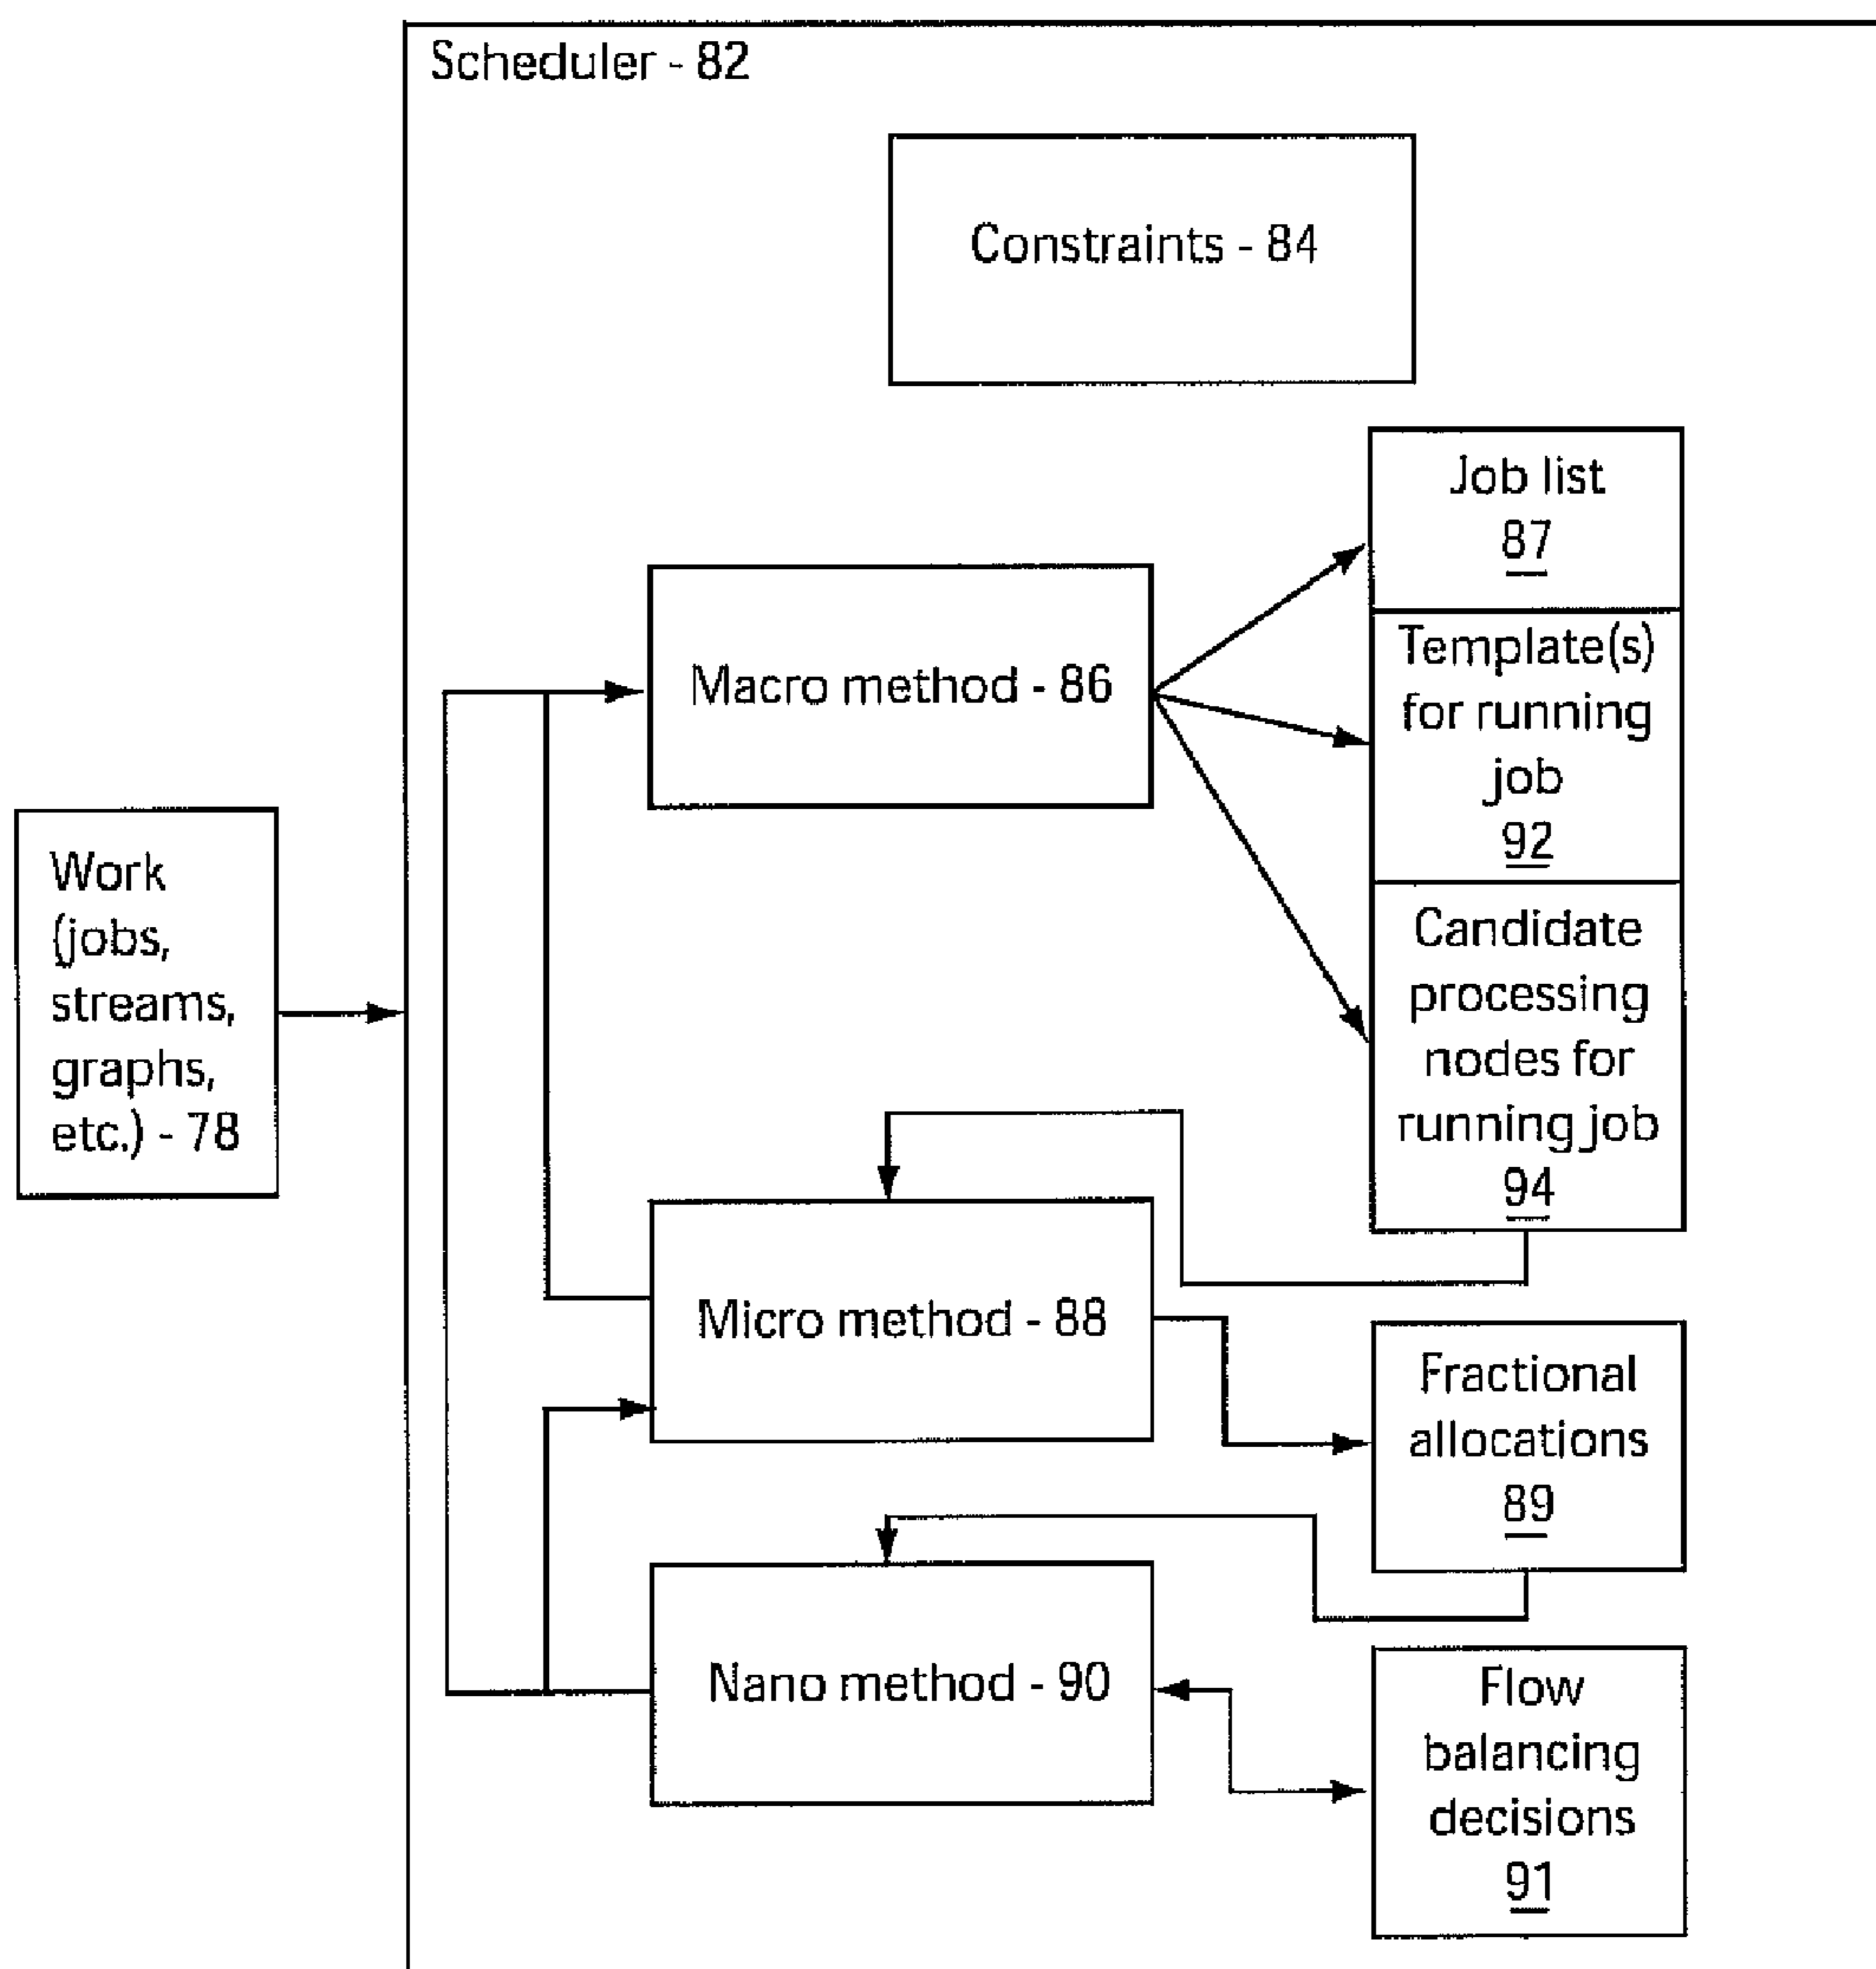 Scheduler - 82
Constraints - 84
Job list
87
Macro method - 86
Template(s)
for running
job
92
Work
(jobs,
streams,
graphs,
etc.) - 78
Candidate
processing
nodes for
running job
94
Micro method - 88
Fractional
allocations
89
Nano method - 90
Flow
balancing
decisions
91